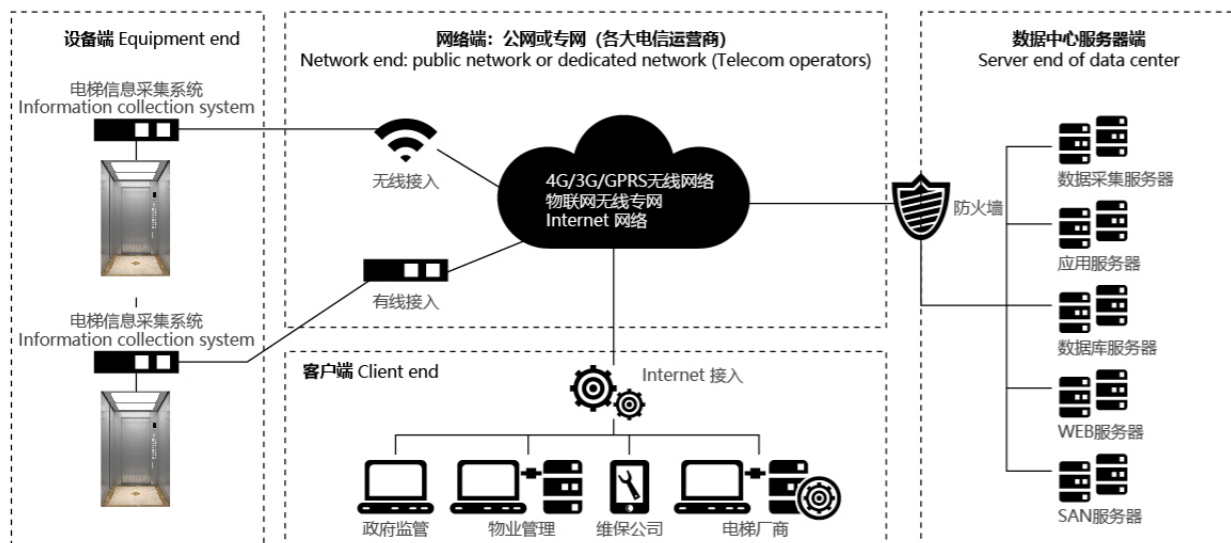 设备端 Equipment end
电梯信息采集系统
Information collection system
电梯信息采集系统
Information collection system
网络端：公网或专网（各大电信运营商）
Network end: public network or dedicated network (Telecom operators)
无线接入
4G/3G/GPRS无线网络
物联网无线专网
Internet 网络
有线接入
客户端 Client end
Internet 接入
政府监管
物业管理
维保公司
电梯厂商
数据中心服务器端
Server end of data center
防火墙
数据采集服务器
应用服务器
数据库服务器
WEB服务器
SAN服务器